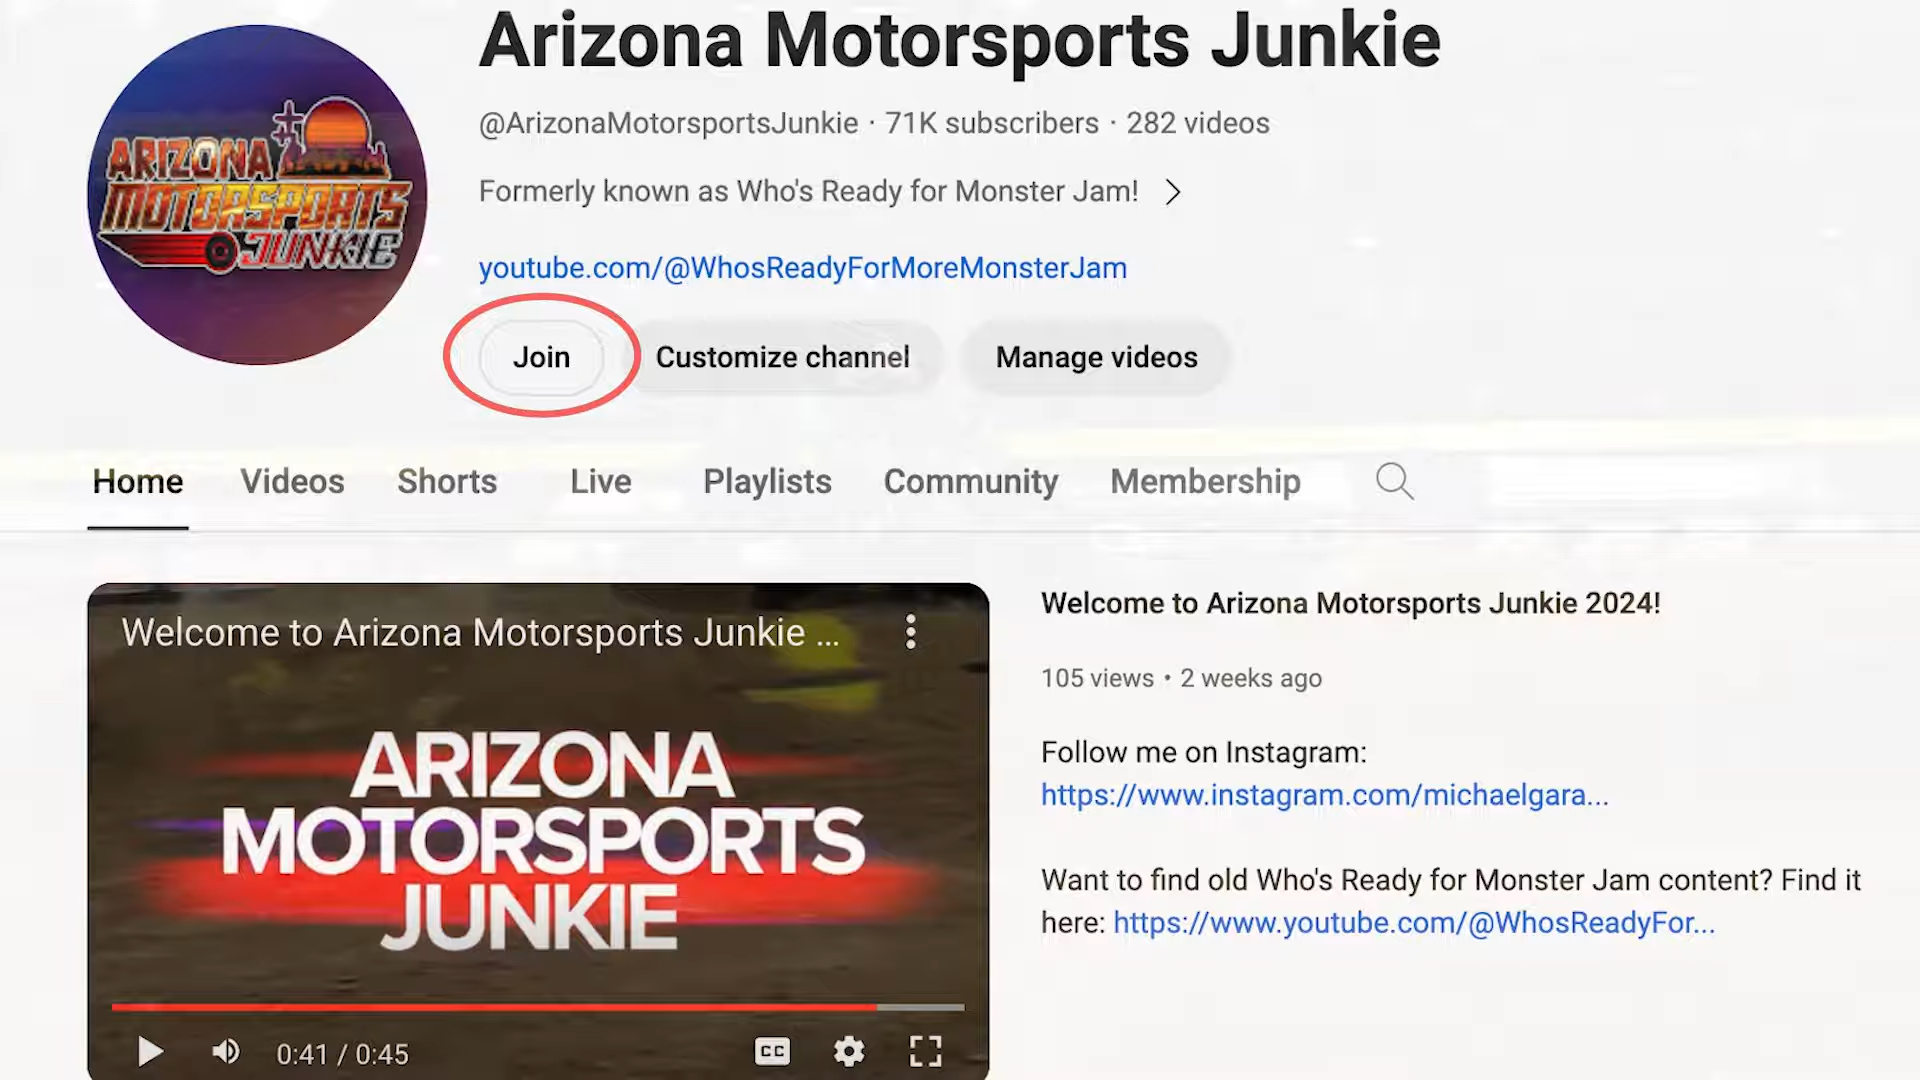 Arizona Motorsports Junkie
@ArizonaMotorsportsJunkie · 71K subscribers · 282 videos
ARIZONA
MOTORSPORTS
JUNKIE
Formerly known as Who's Ready for Monster Jam!
youtube.com/@WhosReadyForMoreMonsterJam
Join Customize channel Manage videos
Home Videos Shorts Live Playlists Community Membership
Welcome to Arizona Motorsports Junkie ...
ARIZONA
MOTORSPORTS
JUNKIE
0:41 / 0:45 CC
Welcome to Arizona Motorsports Junkie 2024!
105 views • 2 weeks ago
Follow me on Instagram:
https://www.instagram.com/michaelgara...
Want to find old Who's Ready for Monster Jam content? Find it
here: https://www.youtube.com/@WhosReadyFor...